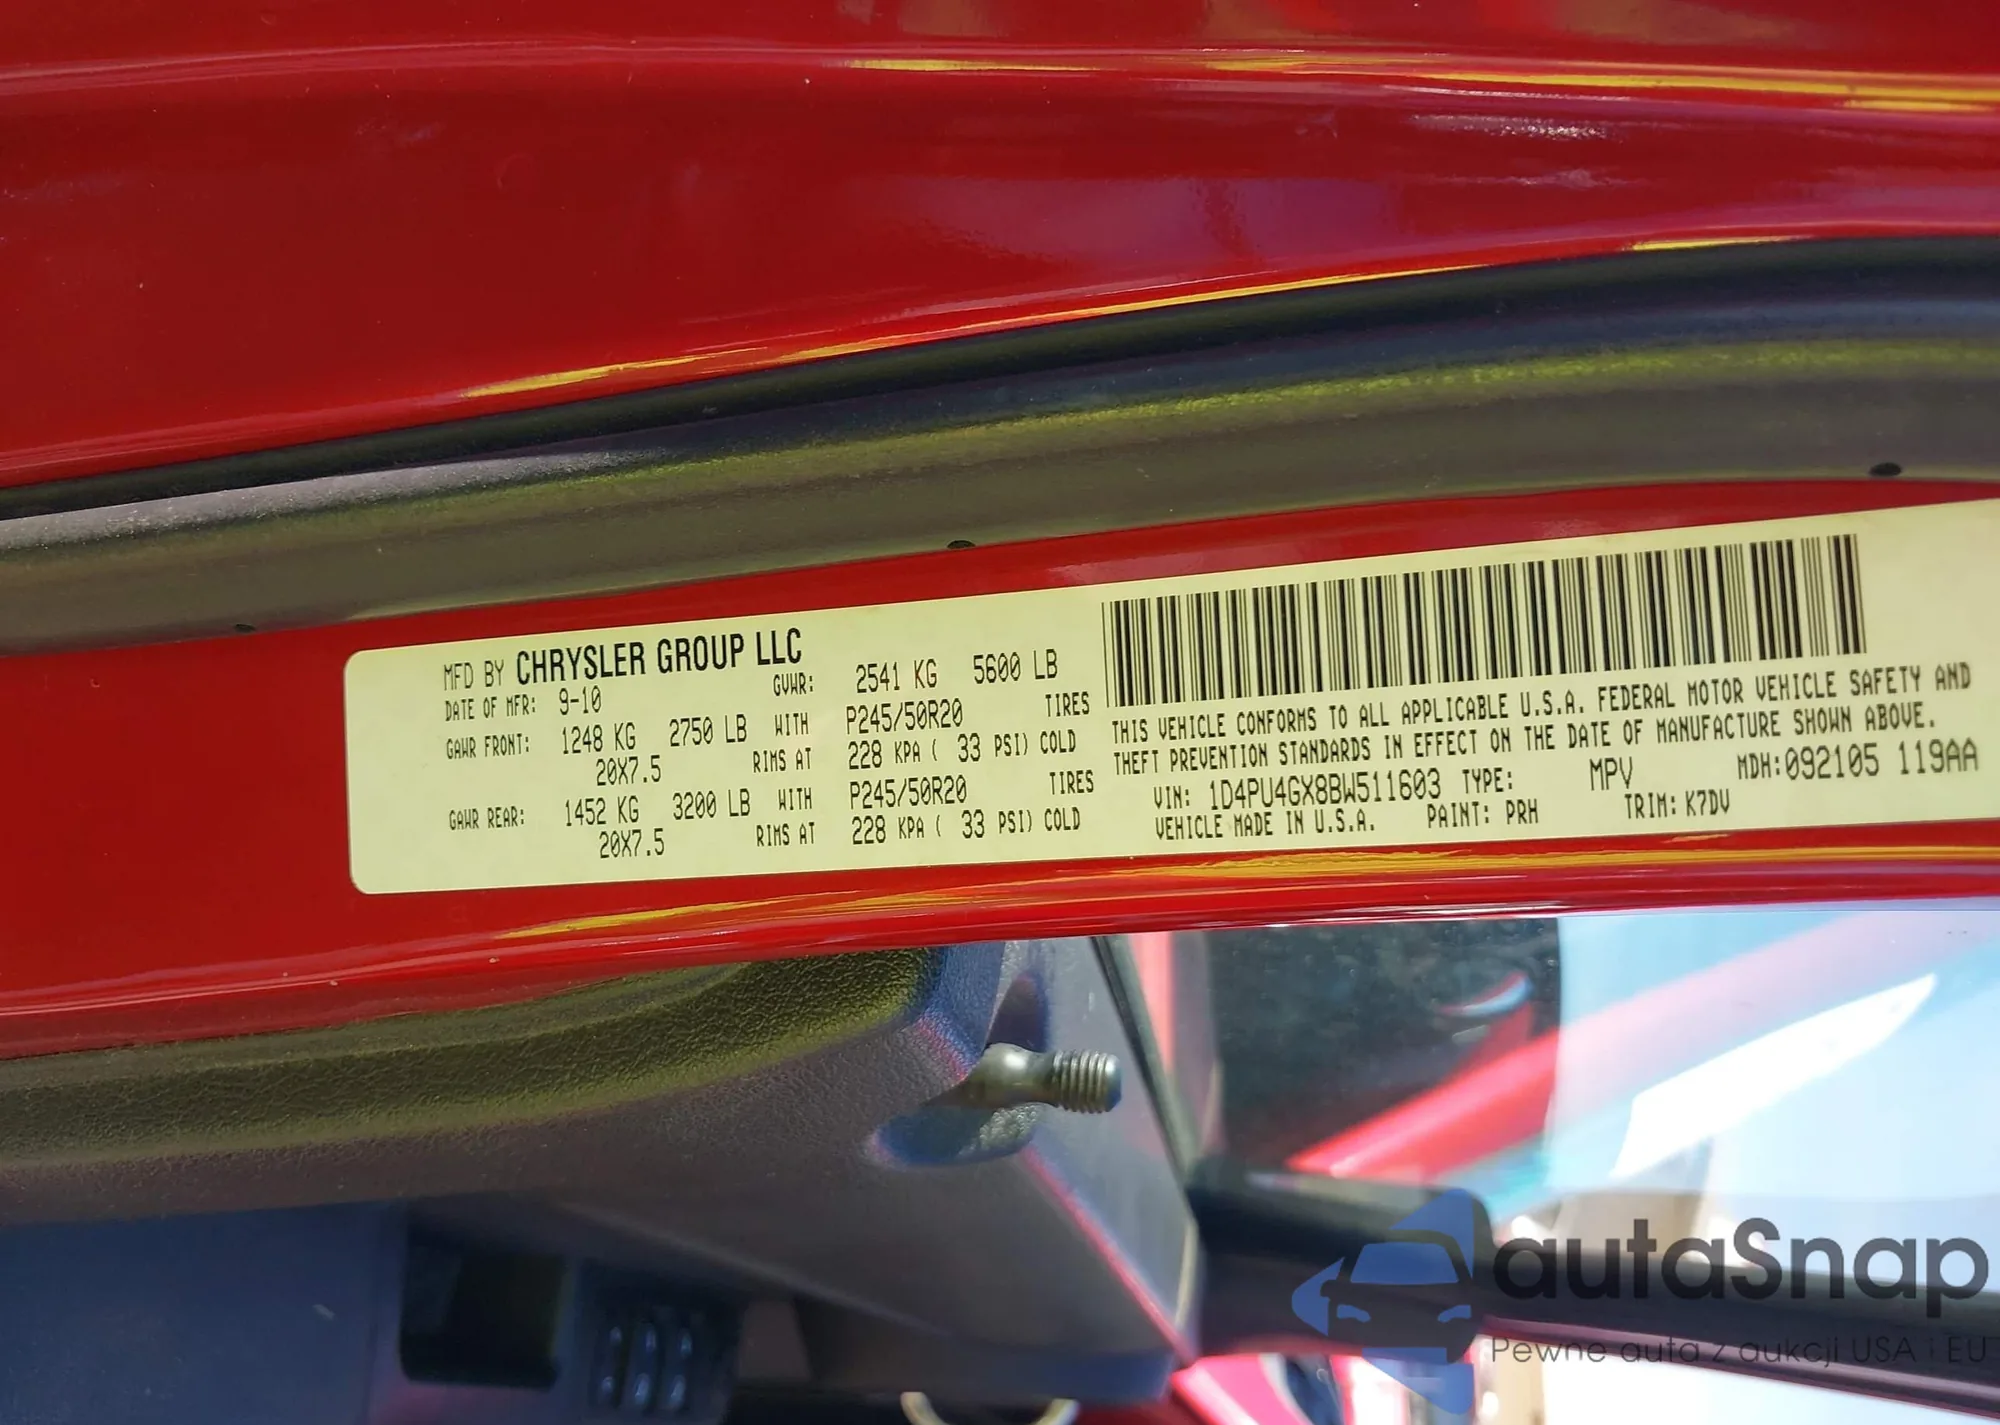 MFD BY CHRYSLER GROUP LLC
DATE OF MFR: 9-10 GVWR: 2541 KG 5600 LB
GAWR FRONT: 1248 KG 2750 LB WITH P245/50R20 TIRES
20X7.5 RIMS AT 228 KPA ( 33 PSI) COLD
GAWR REAR: 1452 KG 3200 LB WITH P245/50R20 TIRES
20X7.5 RIMS AT 228 KPA ( 33 PSI) COLD
THIS VEHICLE CONFORMS TO ALL APPLICABLE U.S.A. FEDERAL MOTOR VEHICLE SAFETY AND
THEFT PREVENTION STANDARDS IN EFFECT ON THE DATE OF MANUFACTURE SHOWN ABOVE.
VIN: 1D4PU4GX8BW511603 TYPE: MPV MDH:092105 119AA
VEHICLE MADE IN U.S.A. PAINT: PRH TRIM: K7DV
autaSnap
Pewne auta z aukcji USA i EU